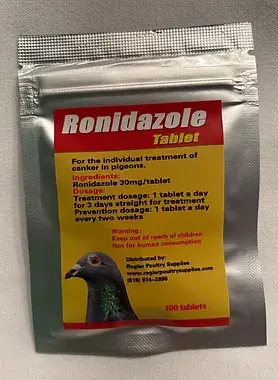 Ronidazole
Tablet
For the individual treatment of
canker in pigeons.
Ingredients:
Ronidazole 30mg/tablet
Dosage:
Treatment dosage: 1 tablet a day
for 3 days straight for treatment
Prevention dosage: 1 tablet a day
every two weeks
Warning:
Keep out of reach of children
Not for human consumption
Distributed by:
Rogier Poultry Supplies
www.rogierpoultrysupplies.com
100 tablets